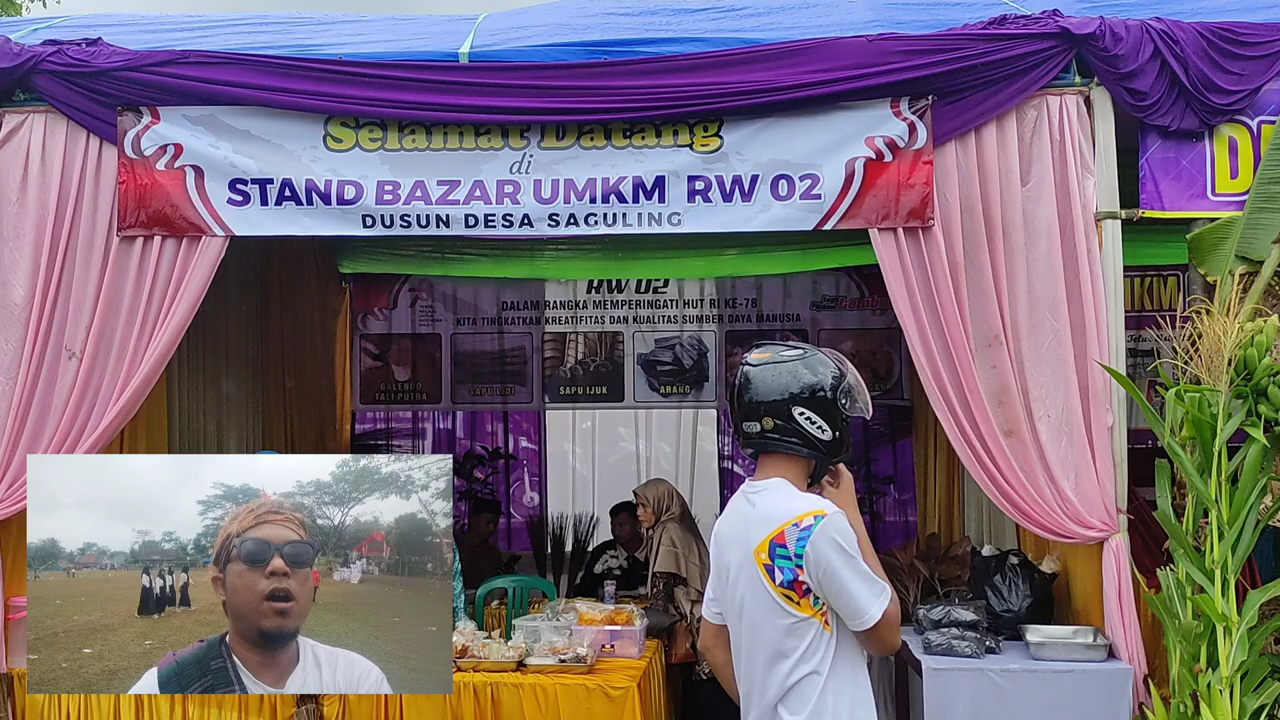 Selamat Datang
di
STAND BAZAR UMKM RW 02
DUSUN DESA SAGULING
RW 02
DALAM RANGKA MEMPERINGATI HUT RI KE-78
KITA TINGKATKAN KREATIFITAS DAN KUALITAS SUMBER DAYA MANUSIA
GALENDO
TALI PUTRA
SAPU LIDI
SAPU IJUK
ARANG
INK
DOT
UMKM